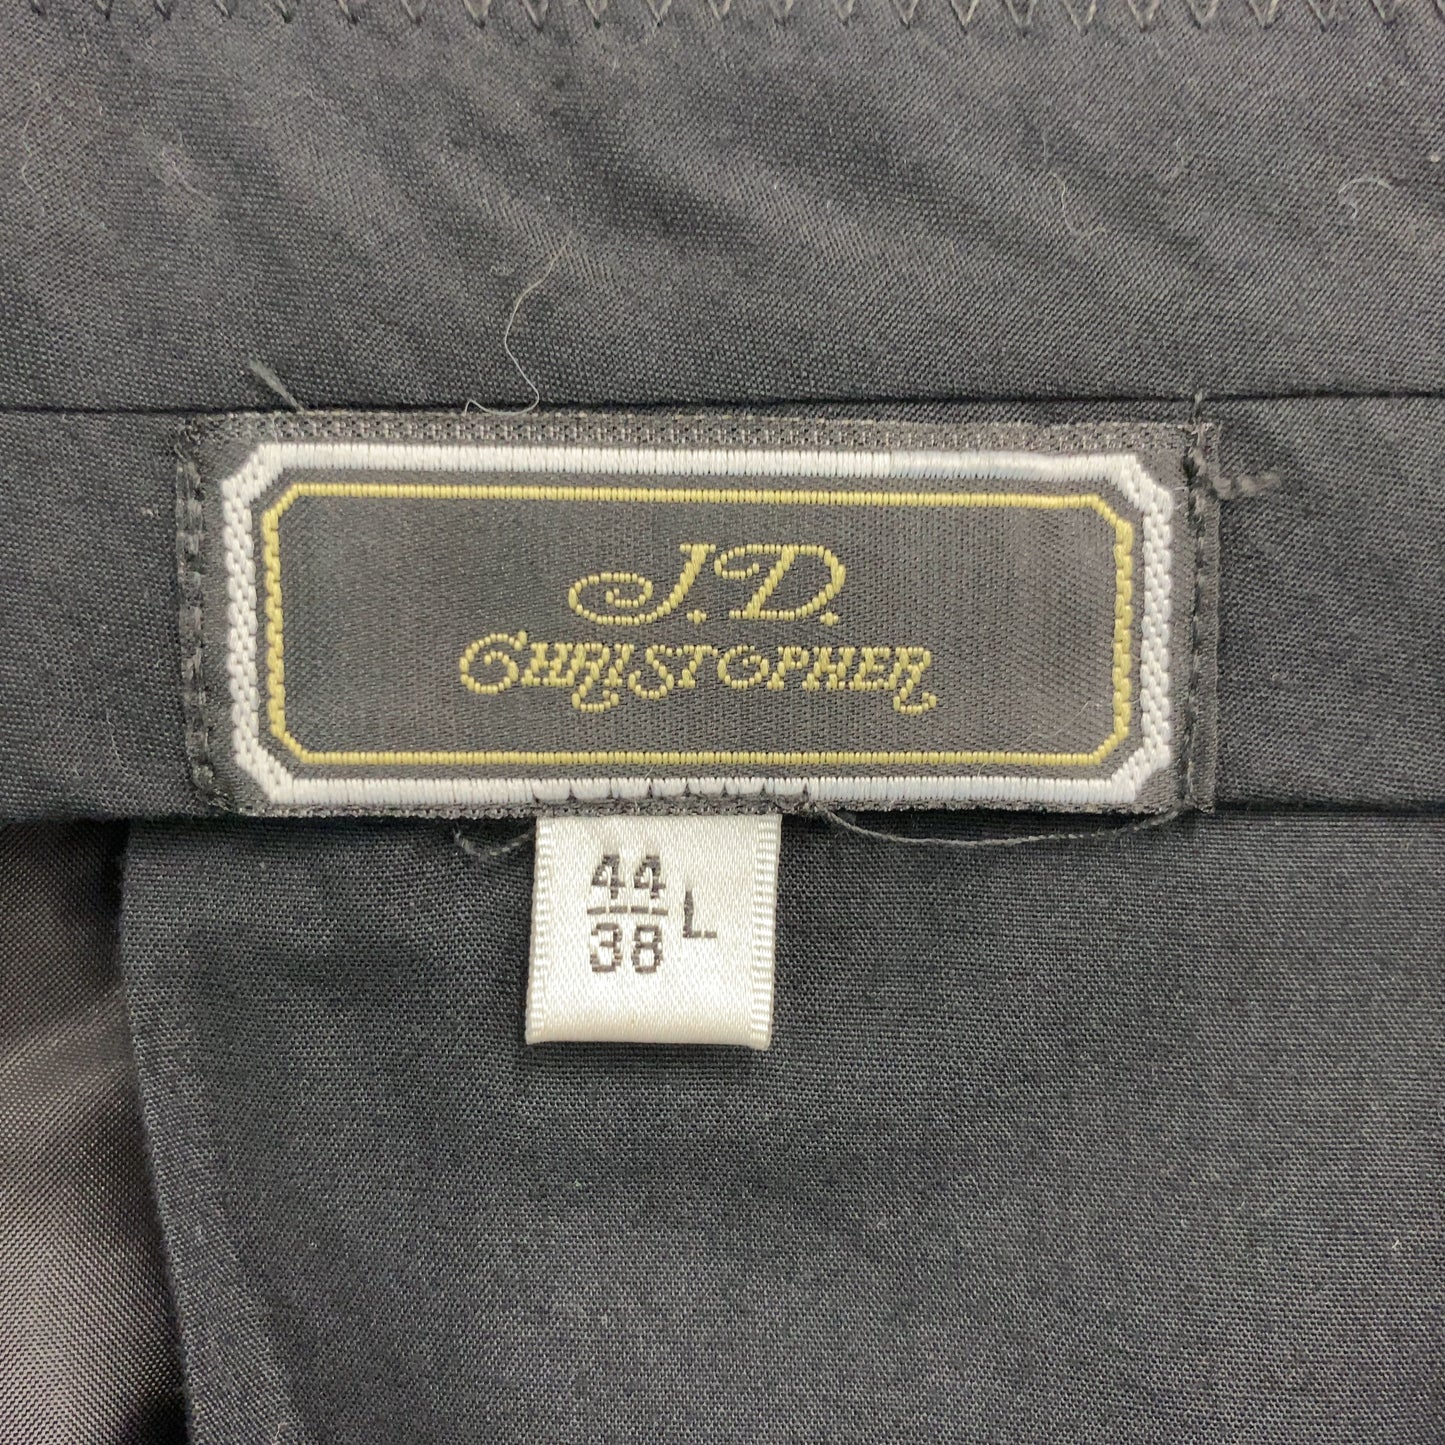 J.D.
CHRISTOPHER
44
38 L